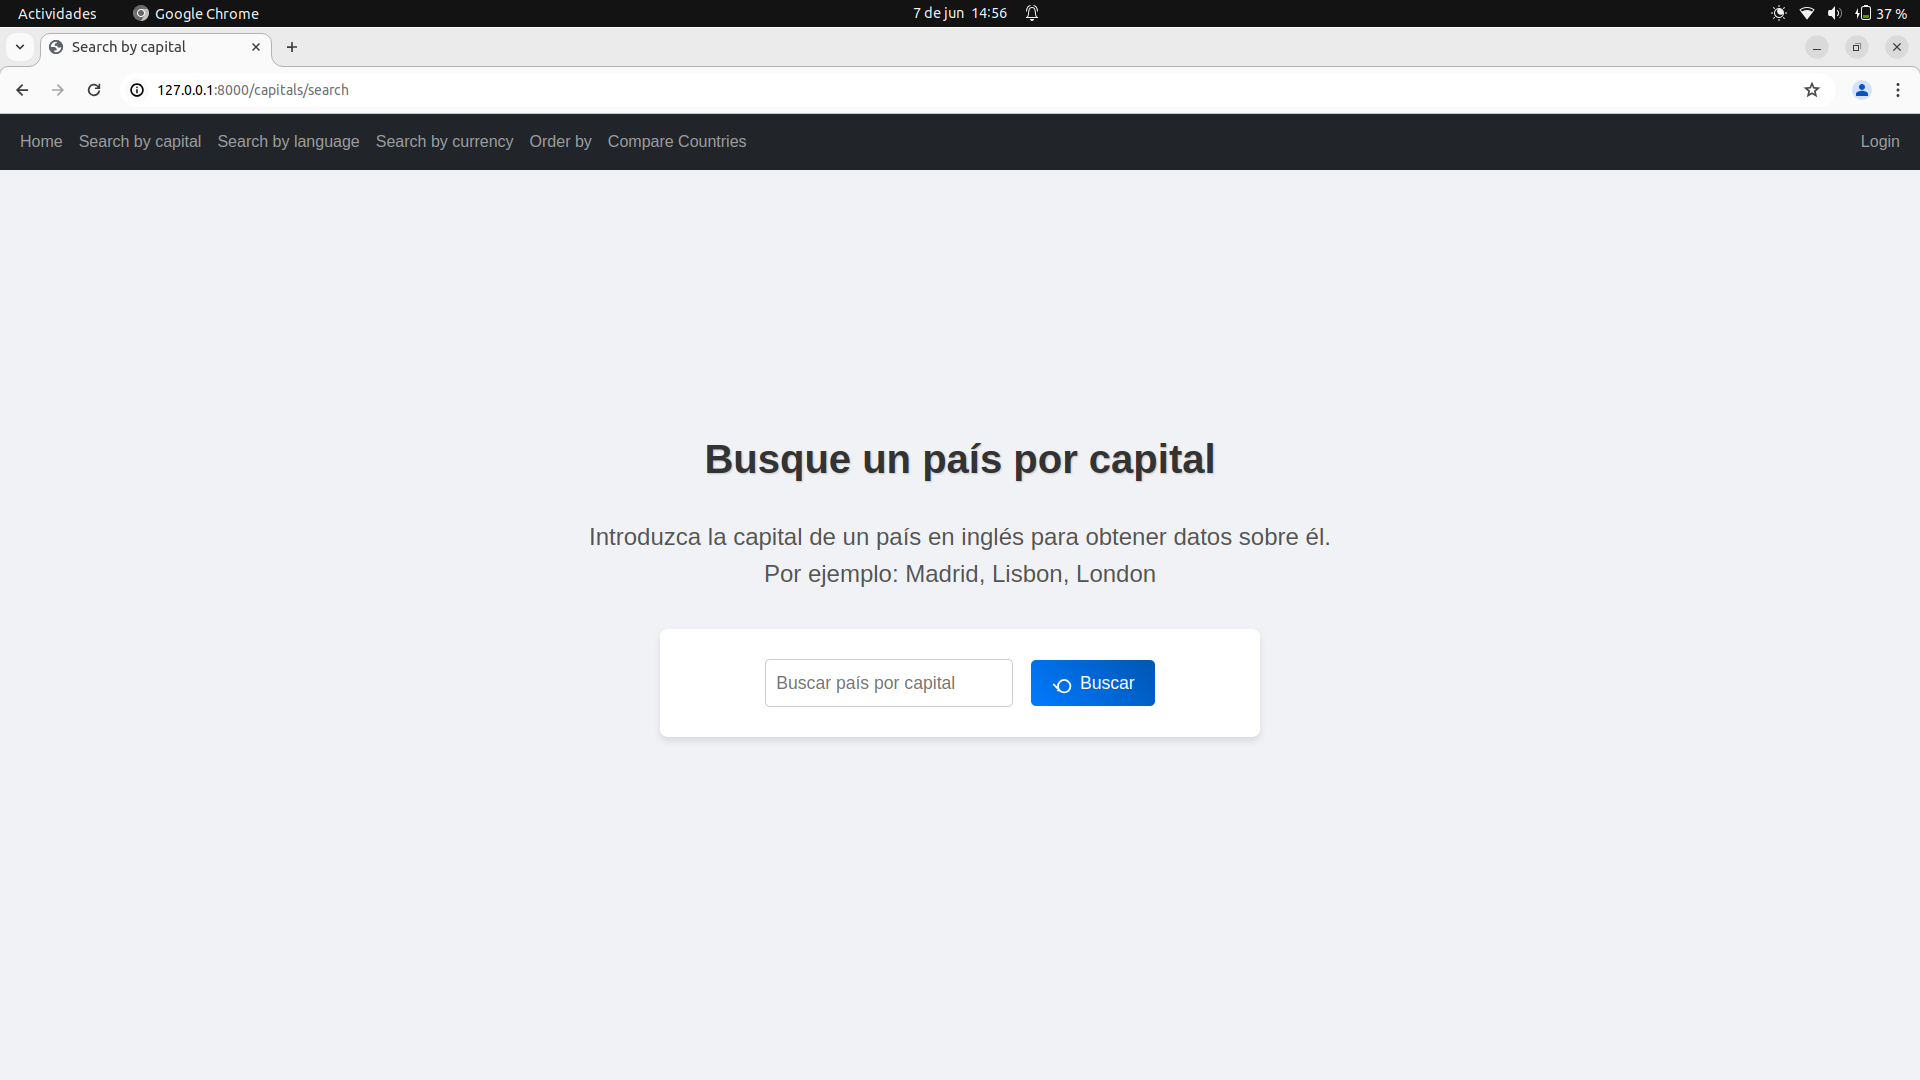 Actividades Google Chrome 7 de jun 14:56 37 %
Search by capital
127.0.0.1:8000/capitals/search
Home Search by capital Search by language Search by currency Order by Compare Countries Login
Busque un país por capital
Introduzca la capital de un país en inglés para obtener datos sobre él.
Por ejemplo: Madrid, Lisbon, London
Buscar país por capital Buscar